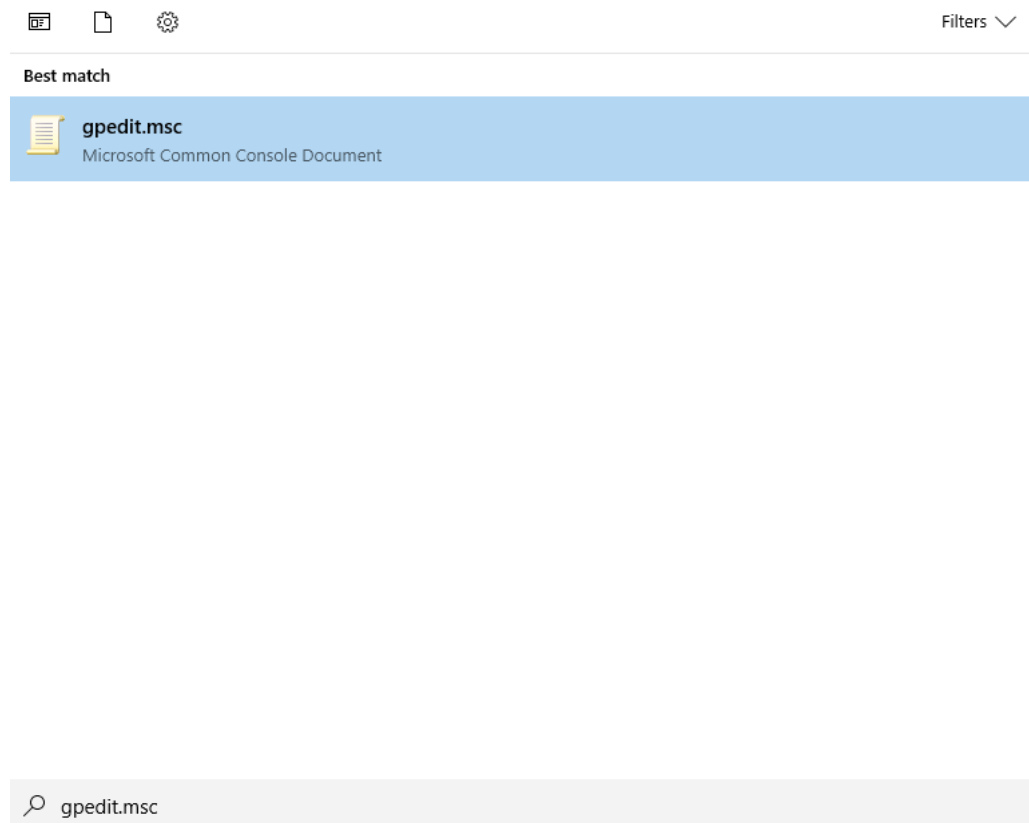 Filters
Best match
gpedit.msc
Microsoft Common Console Document
gpedit.msc